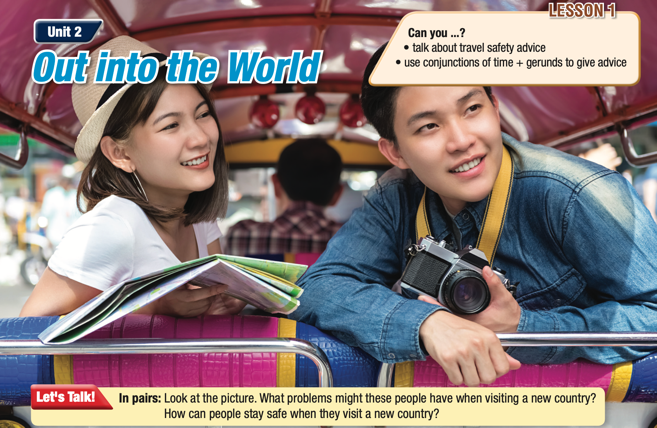 LESSON 1
Unit 2
Out into the World
Can you ...?
• talk about travel safety advice
• use conjunctions of time + gerunds to give advice
Let's Talk!
In pairs: Look at the picture. What problems might these people have when visiting a new country?
How can people stay safe when they visit a new country?